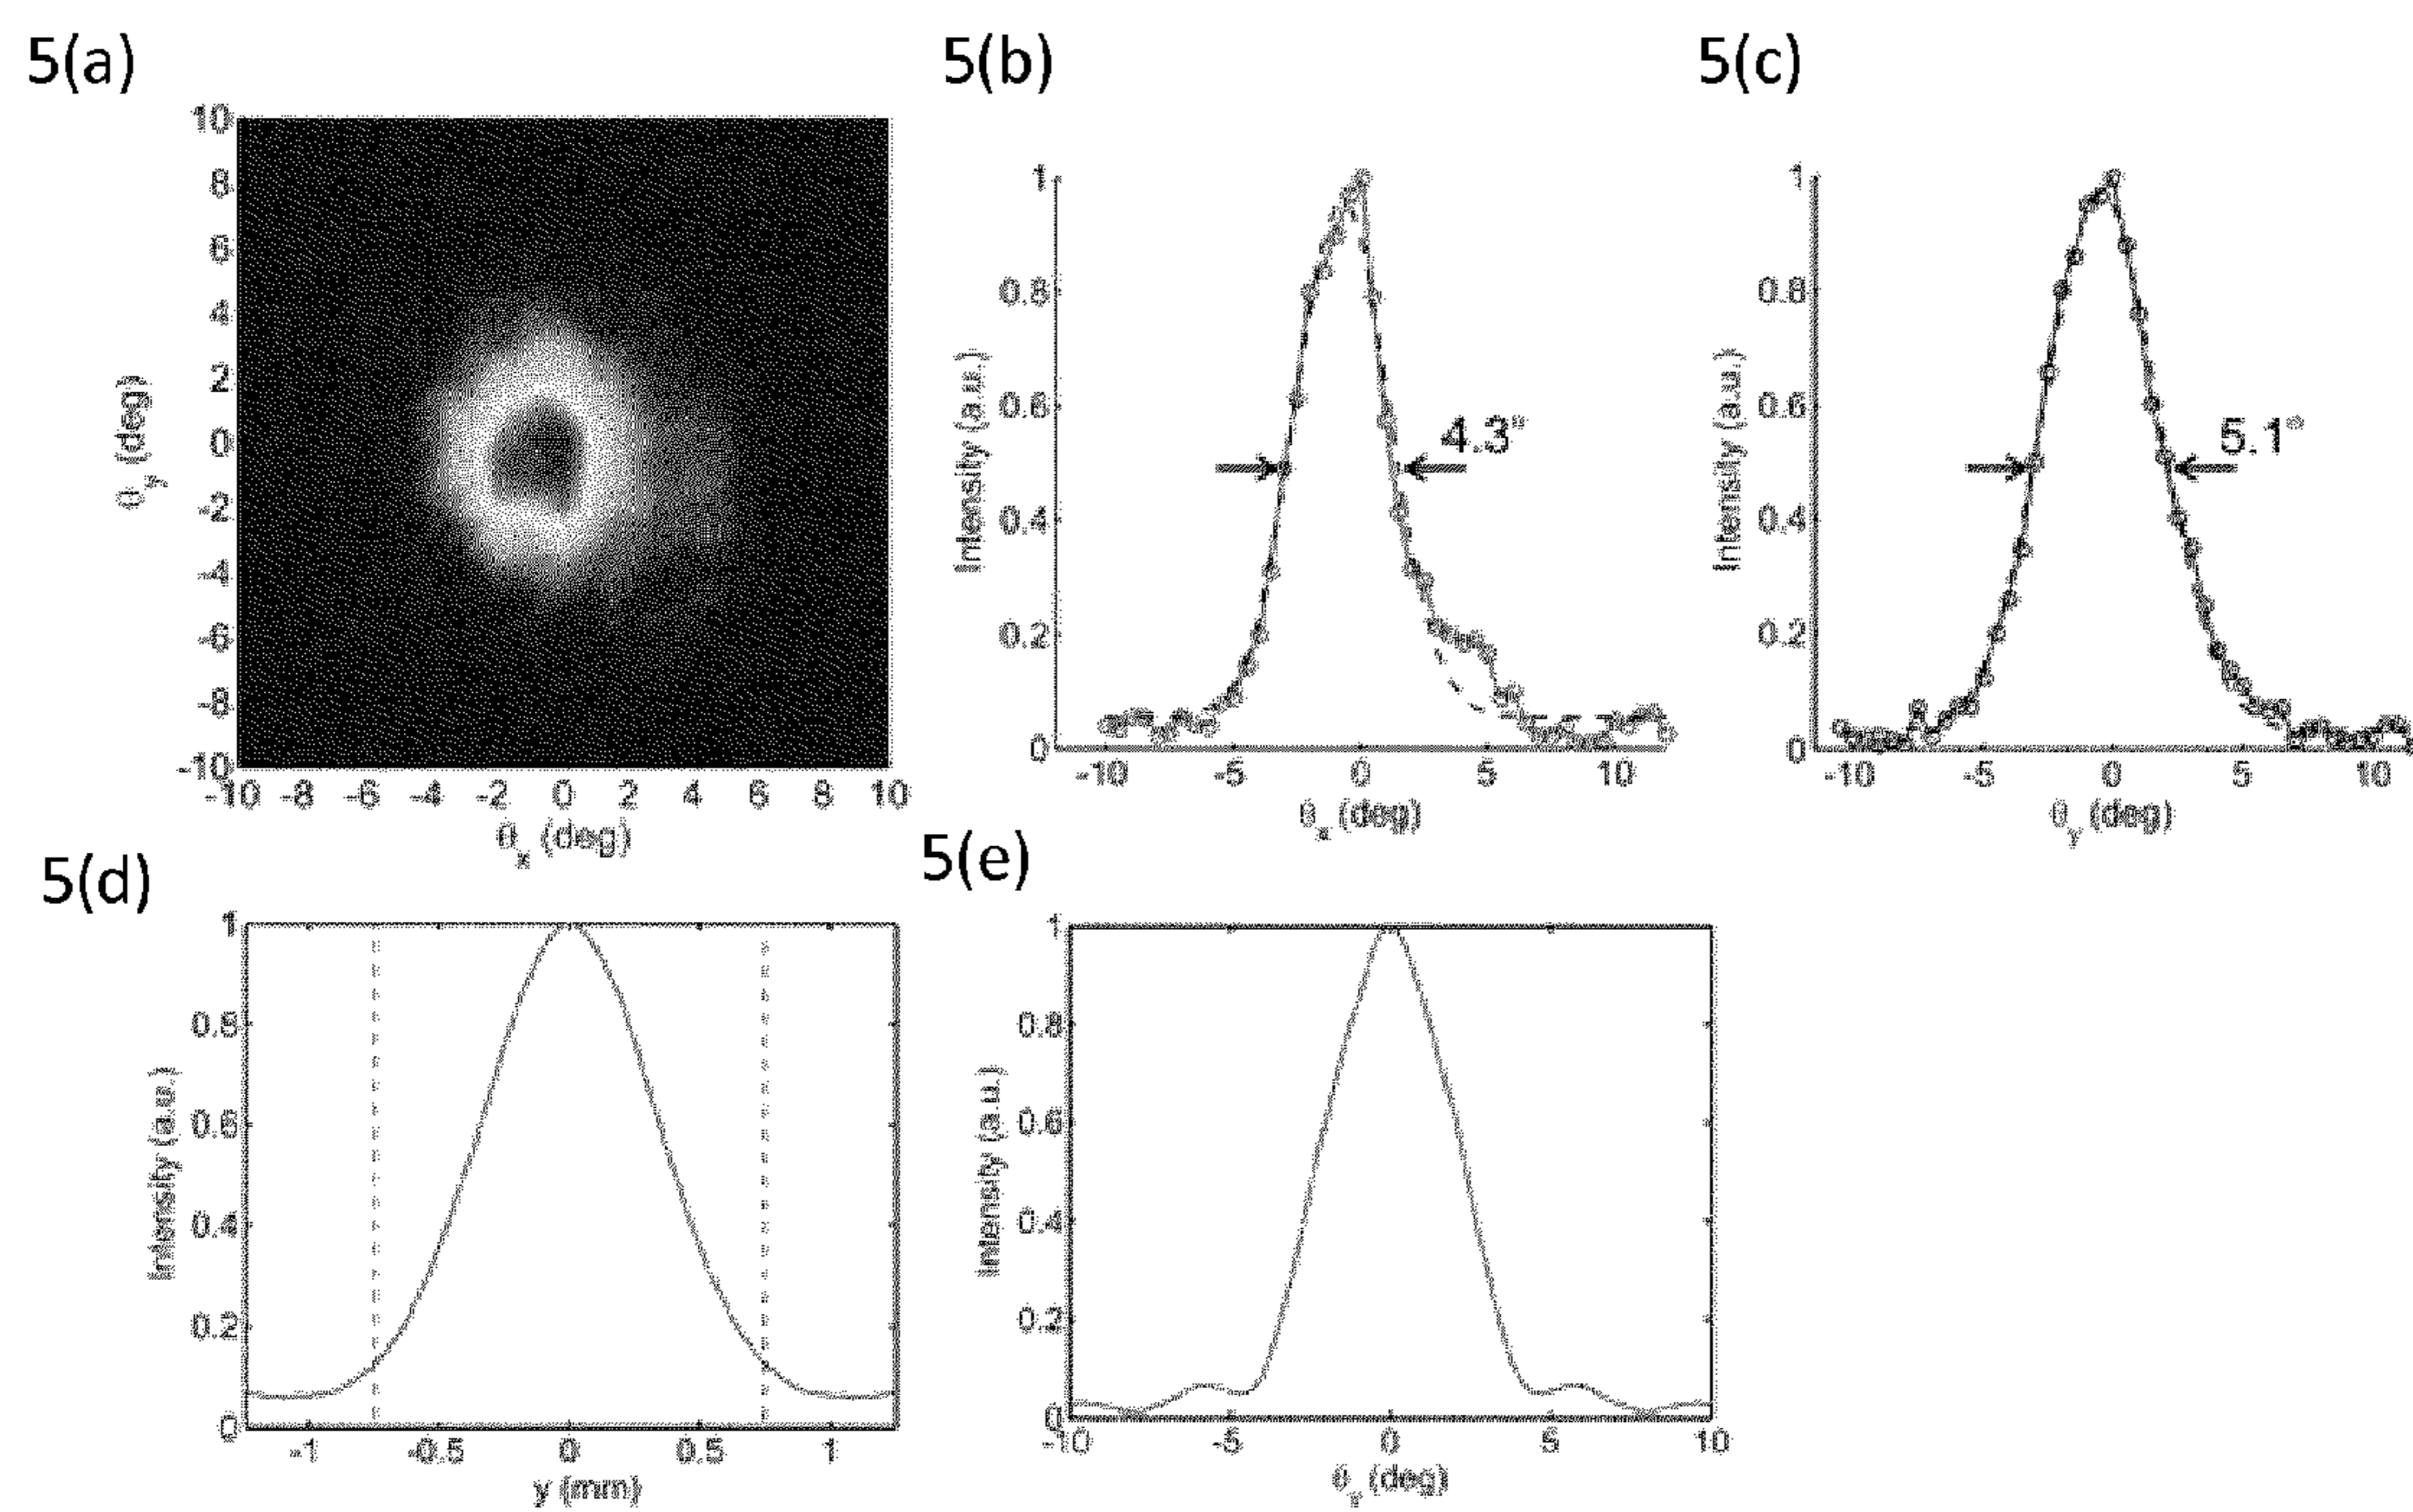 5(a)
10
8
6
4
2
0
-2
-4
-6
-8
-10
θy (deg)
-10 -8 -6 -4 -2 0 2 4 6 8 10
θx (deg)
5(b)
1
0.8
0.6
0.4
0.2
0
Intensity (a.u.)
4.3°
-10 -5 0 5 10
θx (deg)
5(c)
1
0.8
0.6
0.4
0.2
0
Intensity (a.u.)
5.1°
-10 -5 0 5 10
θy (deg)
5(d)
1
0.8
0.6
0.4
0.2
0
Intensity (a.u.)
-1 -0.5 0 0.5 1
y (mm)
5(e)
1
0.8
0.6
0.4
0.2
0
Intensity (a.u.)
-10 -5 0 5 10
θy (deg)